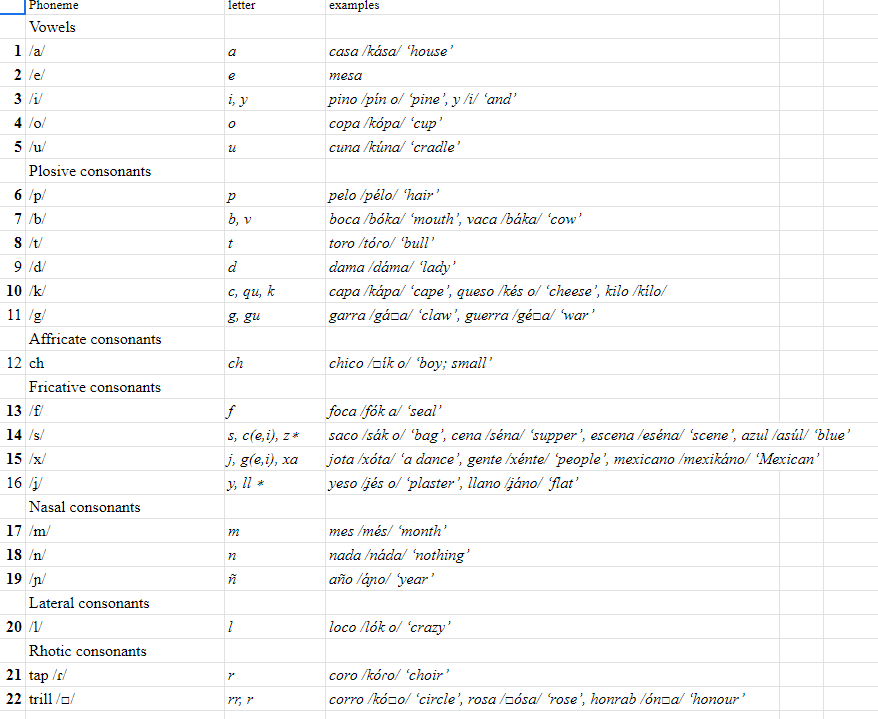 Phoneme letter examples
Vowels
1 /a/ a casa /kása/ ‘house’
2 /e/ e mesa
3 /i/ i, y pino /pín o/ ‘pine’, y /i/ ‘and’
4 /o/ o copa /kópa/ ‘cup’
5 /u/ u cuna /kúna/ ‘cradle’
Plosive consonants
6 /p/ p pelo /pélo/ ‘hair’
7 /b/ b, v boca /bóka/ ‘mouth’, vaca /báka/ ‘cow’
8 /t/ t toro /tóɾo/ ‘bull’
9 /d/ d dama /dáma/ ‘lady’
10 /k/ c, qu, k capa /kápa/ ‘cape’, queso /kés o/ ‘cheese’, kilo /kílo/
11 /g/ g, gu garra /gá□a/ ‘claw’, guerra /gé□a/ ‘war’
Affricate consonants
12 ch ch chico /□ík o/ ‘boy; small’
Fricative consonants
13 /f/ f foca /fók a/ ‘seal’
14 /s/ s, c(e,i), z* saco /sák o/ ‘bag’, cena /séna/ ‘supper’, escena /eséna/ ‘scene’, azul /asúl/ ‘blue’
15 /x/ j, g(e,i), xa jota /xóta/ ‘a dance’, gente /xénte/ ‘people’, mexicano /mexikáno/ ‘Mexican’
16 /ʝ/ y, ll * yeso /ʝés o/ ‘plaster’, llano /ʝáno/ ‘flat’
Nasal consonants
17 /m/ m mes /més/ ‘month’
18 /n/ n nada /náda/ ‘nothing’
19 /ɲ/ ñ año /áɲo/ ‘year’
Lateral consonants
20 /l/ l loco /lók o/ ‘crazy’
Rhotic consonants
21 tap /ɾ/ r coro /kóɾo/ ‘choir’
22 trill /□/ rr, r corro /kó□o/ ‘circle’, rosa /□ósa/ ‘rose’, honrab /ón□a/ ‘honour’